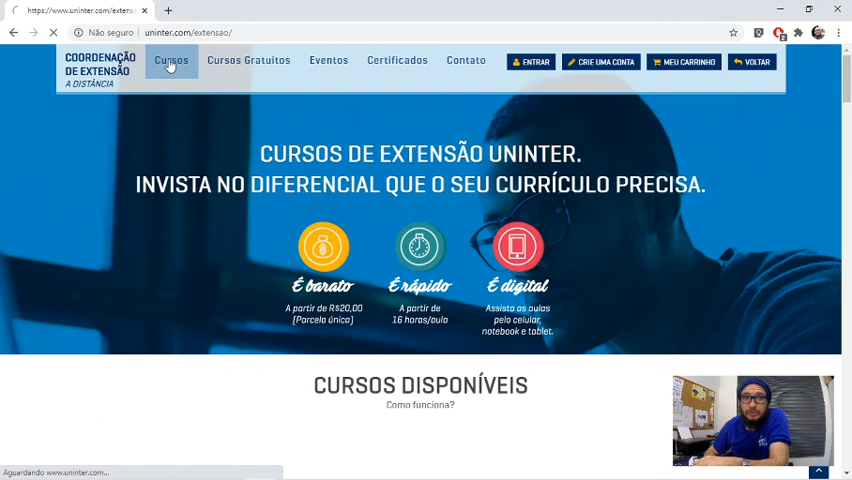 https://www.uninter.com/extens
Não seguro
uninter.com/extensao/
COORDENAÇÃO
DE EXTENSÃO
A DISTÂNCIA
Cursos
Cursos Gratuitos
Eventos
Certificados
Contato
ENTRAR
CRIE UMA CONTA
MEU CARRINHO
VOLTAR
CURSOS DE EXTENSÃO UNINTER.
INVISTA NO DIFERENCIAL QUE O SEU CURRÍCULO PRECISA.
É barato
A partir de R$20,00
(Parcela única)
É rápido
A partir de
16 horas/aula
É digital
Assista as aulas
pelo celular,
notebook e tablet.
CURSOS DISPONÍVEIS
Como funciona?
Aguardando www.uninter.com...